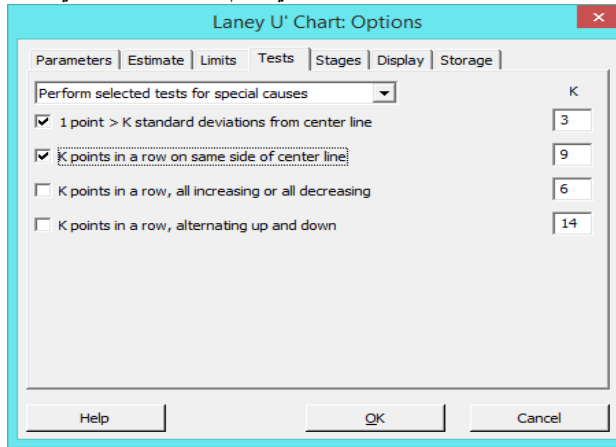 Laney U' Chart: Options
Parameters Estimate Limits Tests Stages Display Storage
Perform selected tests for special causes K
1 point > K standard deviations from center line 3
K points in a row on same side of center line 9
K points in a row, all increasing or all decreasing 6
K points in a row, alternating up and down 14
Help OK Cancel